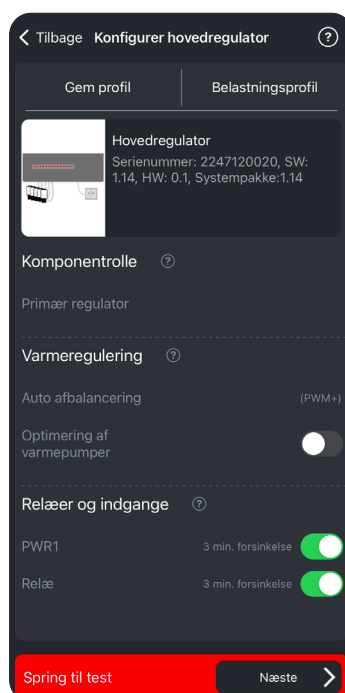 Tilbage Konfigurer hovedregulator ?
Gem profil Belastningsprofil
Hovedregulator
Serienummer: 2247120020, SW:
1.14, HW: 0.1, Systempakke:1.14
Komponentrolle ?
Primær regulator
Varmeregulering ?
Auto afbalancering (PWM+)
Optimering af
varmepumper
Relæer og indgange ?
PWR1 3 min. forsinkelse
Relæ 3 min. forsinkelse
Spring til test Næste